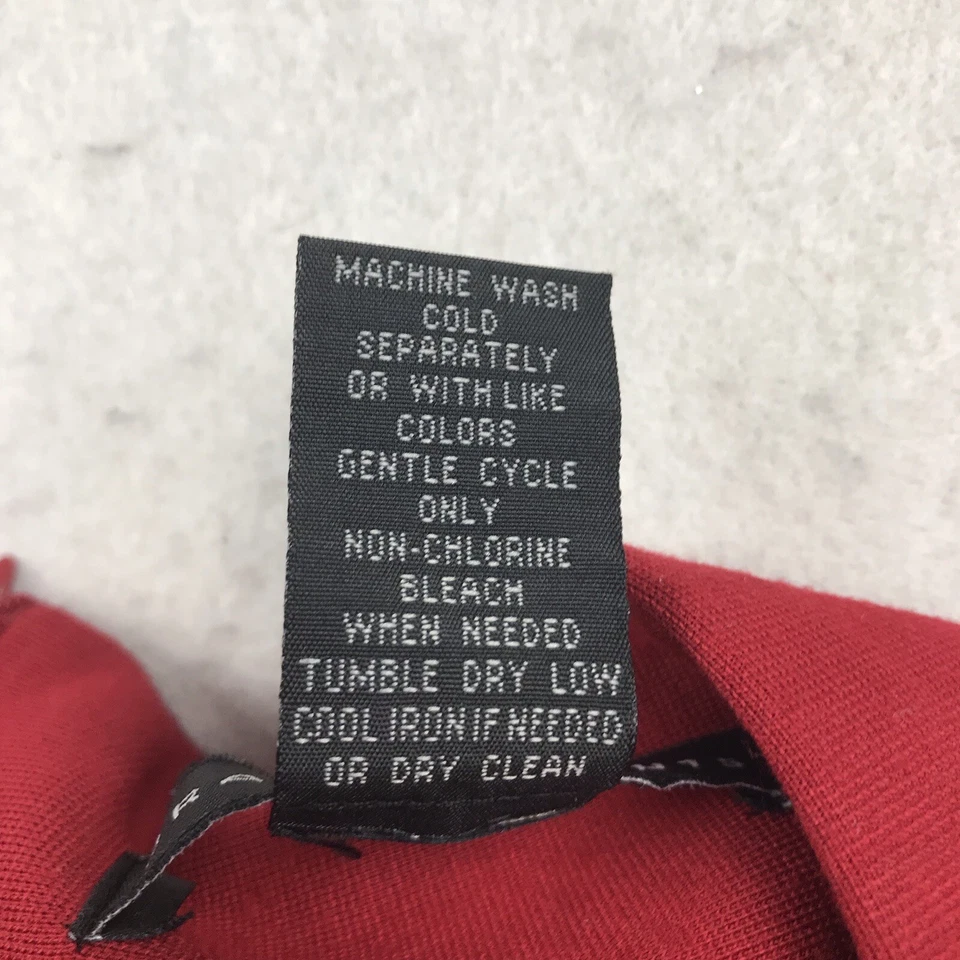 MACHINE WASH
COLD
SEPARATELY
OR WITH LIKE
COLORS
GENTLE CYCLE
ONLY
NON-CHLORINE
BLEACH
WHEN NEEDED
TUMBLE DRY LOW
COOL IRON IF NEEDED
OR DRY CLEAN